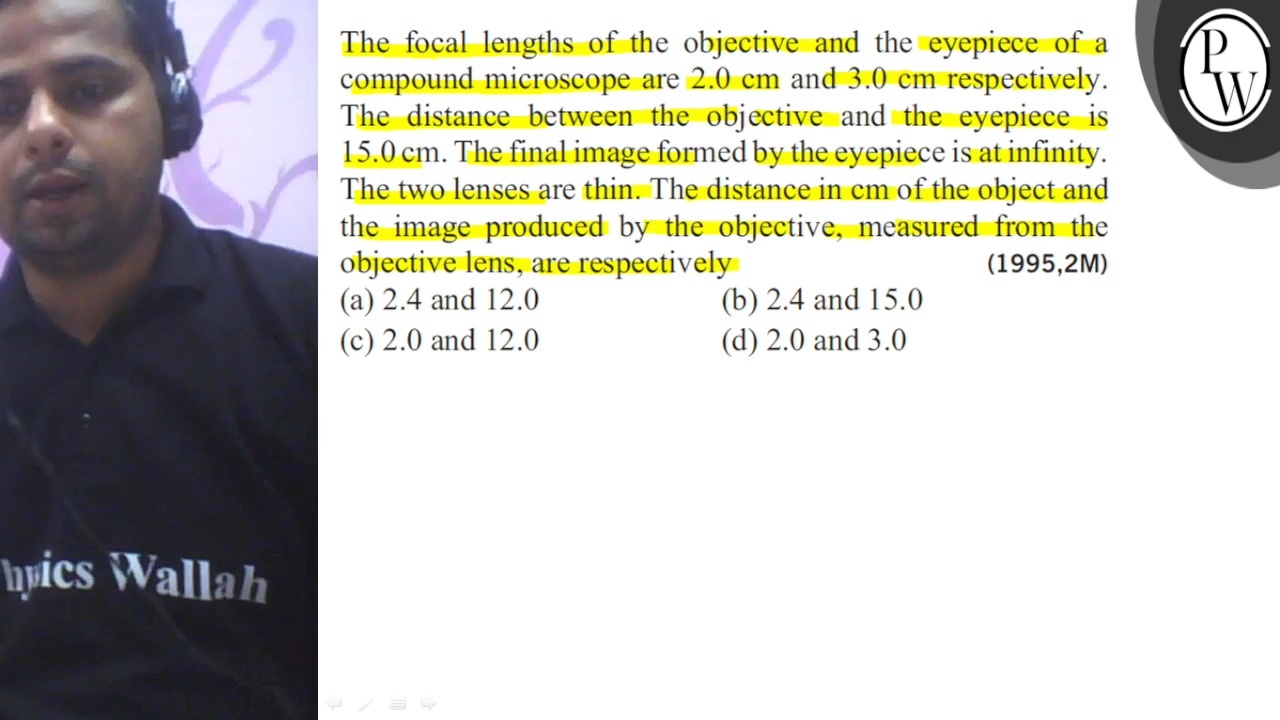 The focal lengths of the objective and the eyepiece of a
compound microscope are 2.0 cm and 3.0 cm respectively.
The distance between the objective and the eyepiece is
15.0 cm. The final image formed by the eyepiece is at infinity.
The two lenses are thin. The distance in cm of the object and
the image produced by the objective, measured from the
objective lens, are respectively (1995,2M)
(a) 2.4 and 12.0 (b) 2.4 and 15.0
(c) 2.0 and 12.0 (d) 2.0 and 3.0
P
W
hysics Wallah